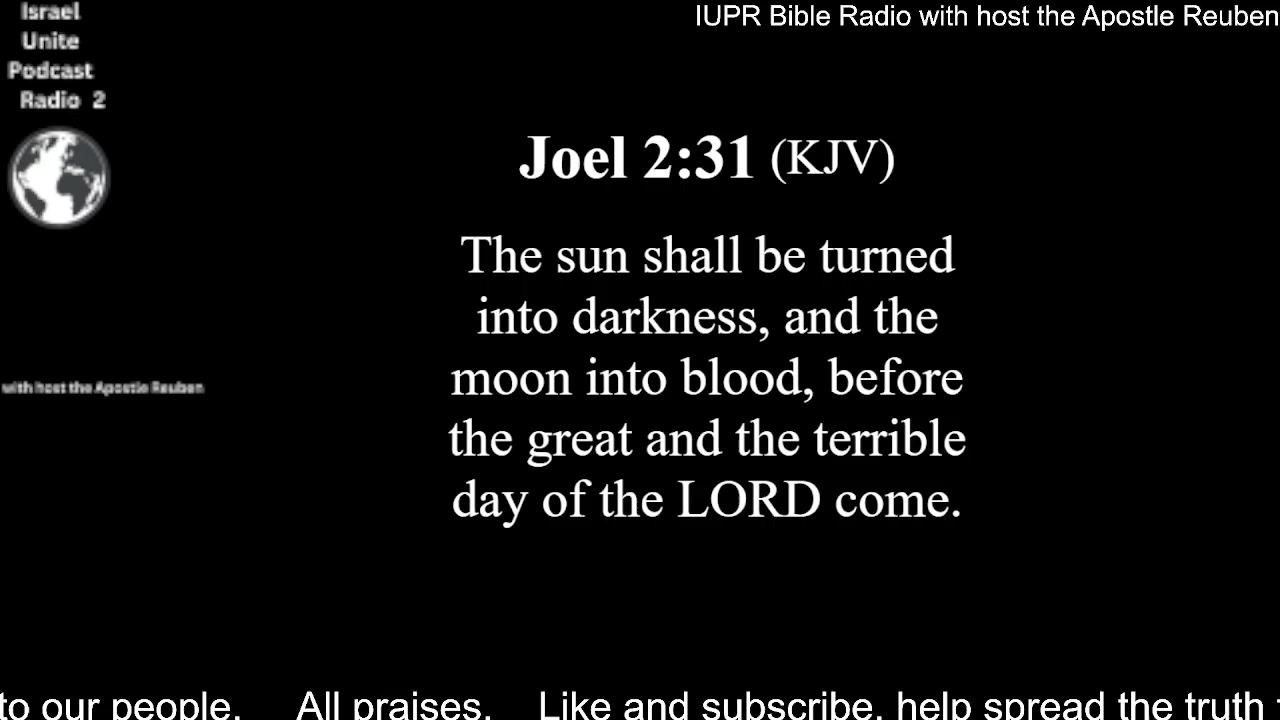 Israel
Unite
Podcast
Radio 2
IUPR Bible Radio with host the Apostle Reuben
Joel 2:31 (KJV)
The sun shall be turned
into darkness, and the
moon into blood, before
the great and the terrible
day of the LORD come.
with host the Apostle Reuben
to our people. All praises. Like and subscribe, help spread the truth